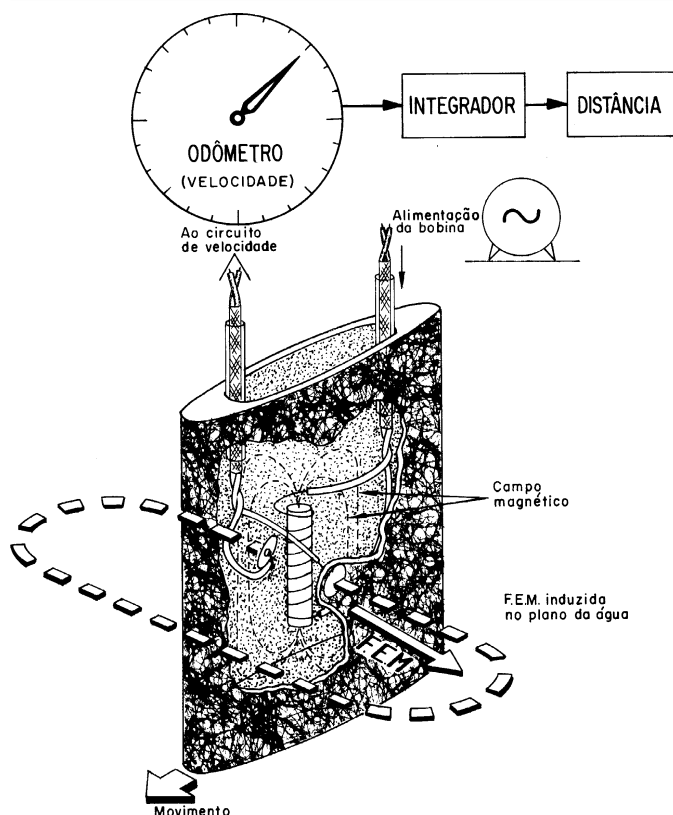 ODÔMETRO
(VELOCIDADE)
INTEGRADOR
DISTÂNCIA
Ao circuito
de velocidade
Alimentação
da bobina
Campo
magnético
F.E.M. induzida
no plano da água
FEM
Movimento